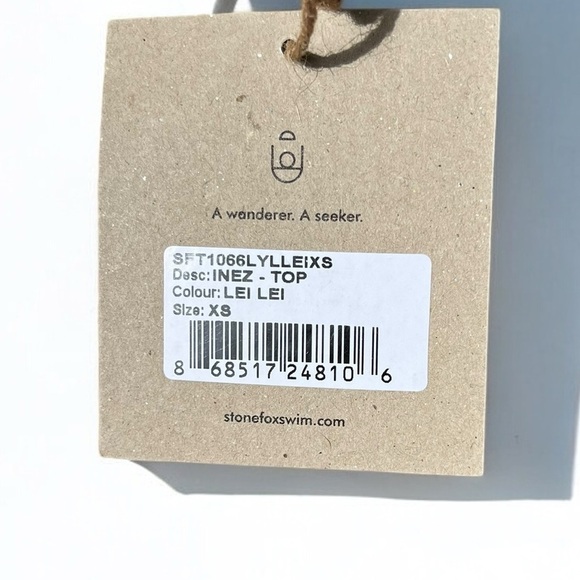 A wanderer. A seeker.
SFT1066LYLLEIXS
Desc: INEZ - TOP
Colour: LEI LEI
Size: XS
8 68517 24810 6
stonefoxswim.com